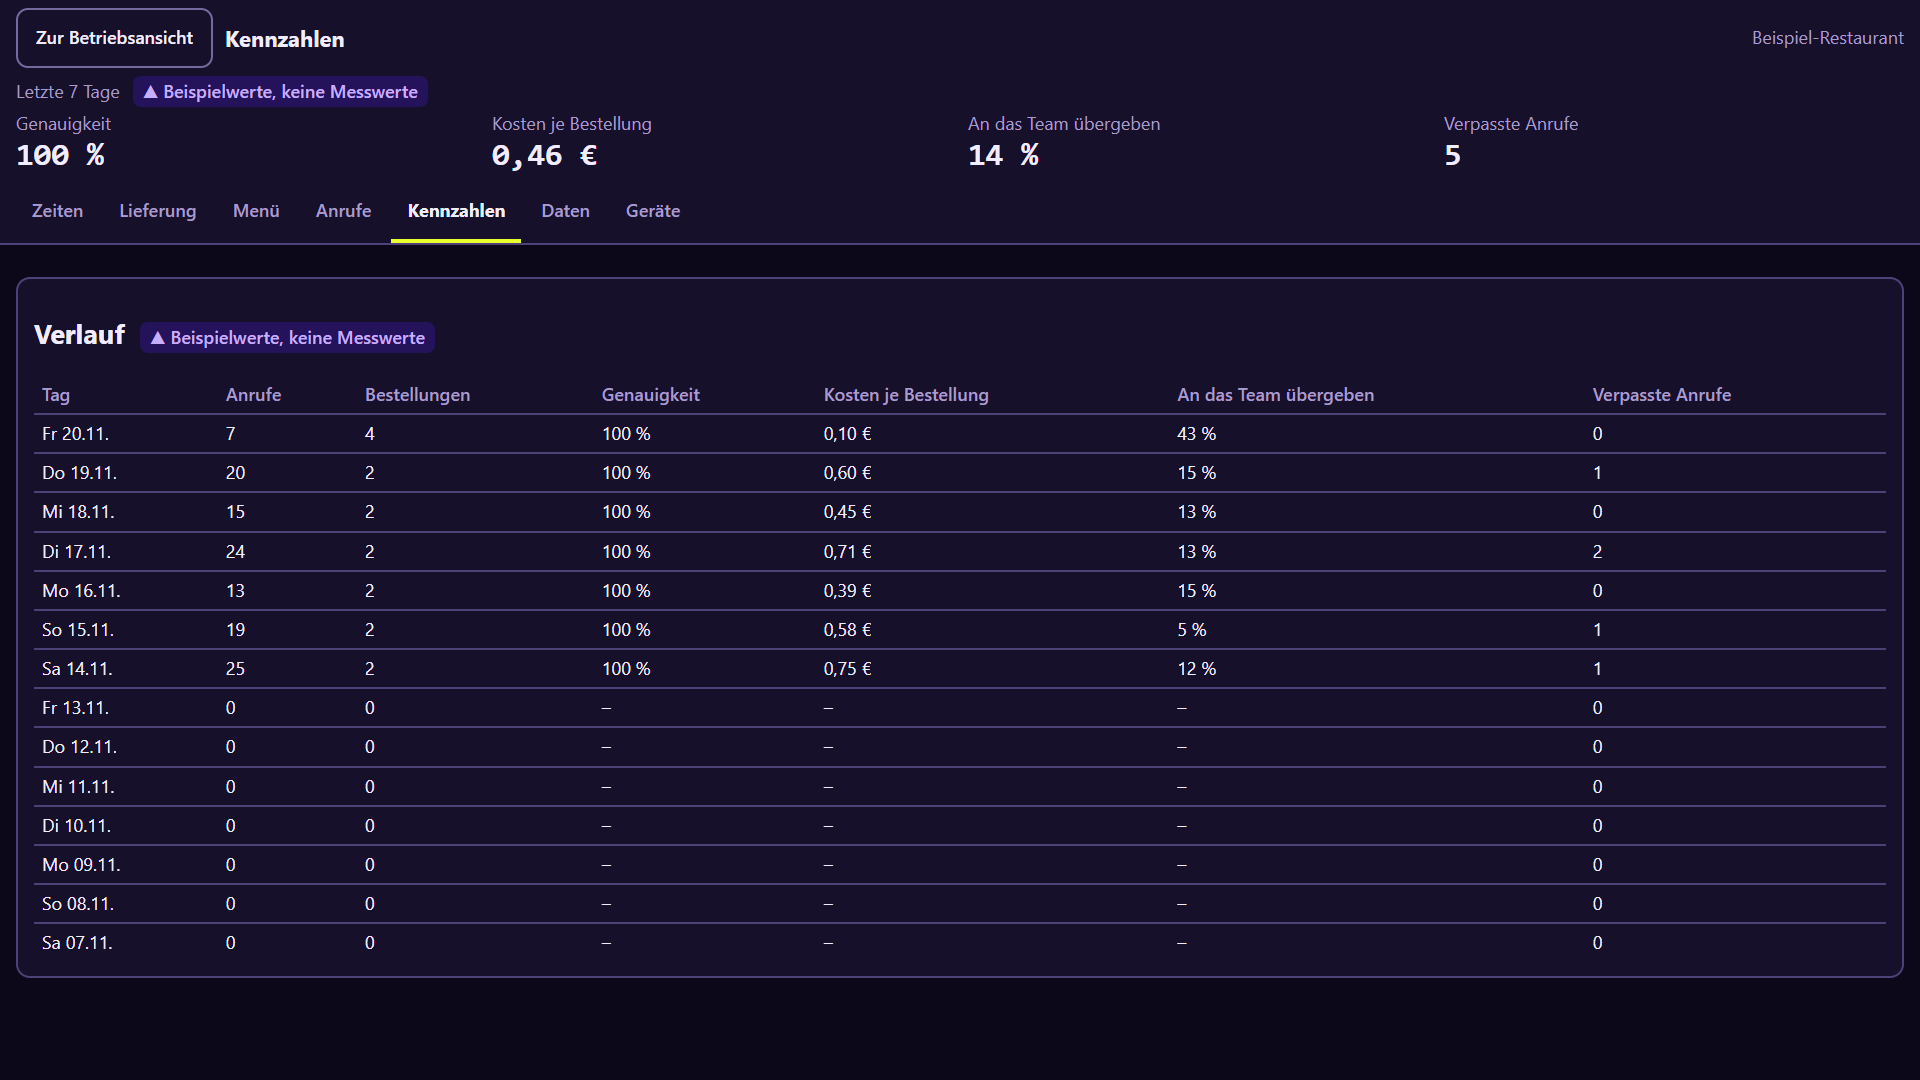 Zur Betriebsansicht Kennzahlen Beispiel-Restaurant
Letzte 7 Tage ▲ Beispielwerte, keine Messwerte
Genauigkeit Kosten je Bestellung An das Team übergeben Verpasste Anrufe
100 % 0,46 € 14 % 5
Zeiten Lieferung Menü Anrufe Kennzahlen Daten Geräte
Verlauf ▲ Beispielwerte, keine Messwerte
Tag Anrufe Bestellungen Genauigkeit Kosten je Bestellung An das Team übergeben Verpasste Anrufe
Fr 20.11. 7 4 100 % 0,10 € 43 % 0
Do 19.11. 20 2 100 % 0,60 € 15 % 1
Mi 18.11. 15 2 100 % 0,45 € 13 % 0
Di 17.11. 24 2 100 % 0,71 € 13 % 2
Mo 16.11. 13 2 100 % 0,39 € 15 % 0
So 15.11. 19 2 100 % 0,58 € 5 % 1
Sa 14.11. 25 2 100 % 0,75 € 12 % 1
Fr 13.11. 0 0 – – – 0
Do 12.11. 0 0 – – – 0
Mi 11.11. 0 0 – – – 0
Di 10.11. 0 0 – – – 0
Mo 09.11. 0 0 – – – 0
So 08.11. 0 0 – – – 0
Sa 07.11. 0 0 – – – 0